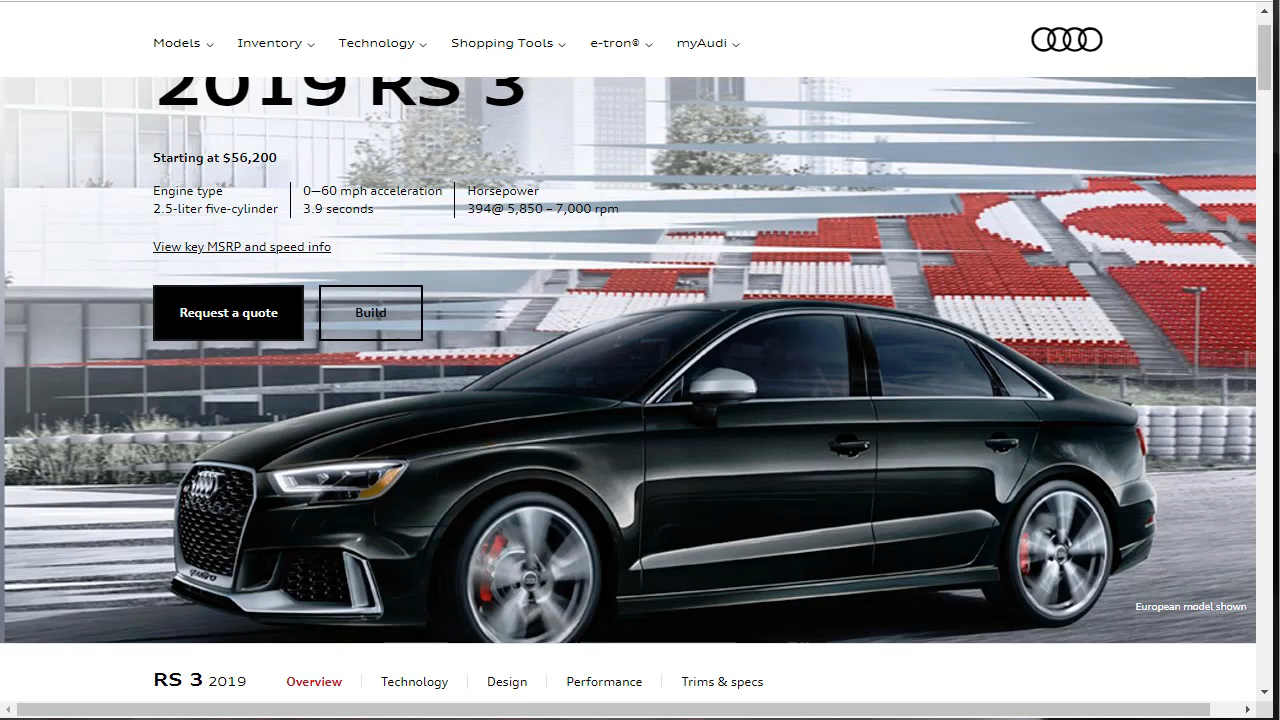 Models
Inventory
Technology
Shopping Tools
e-tron®
myAudi
2019 RS 3
Starting at $56,200
Engine type
2.5-liter five-cylinder
0—60 mph acceleration
3.9 seconds
Horsepower
394@ 5,850 – 7,000 rpm
View key MSRP and speed info
Request a quote
Build
quattro
European model shown
RS 3 2019
Overview
Technology
Design
Performance
Trims & specs